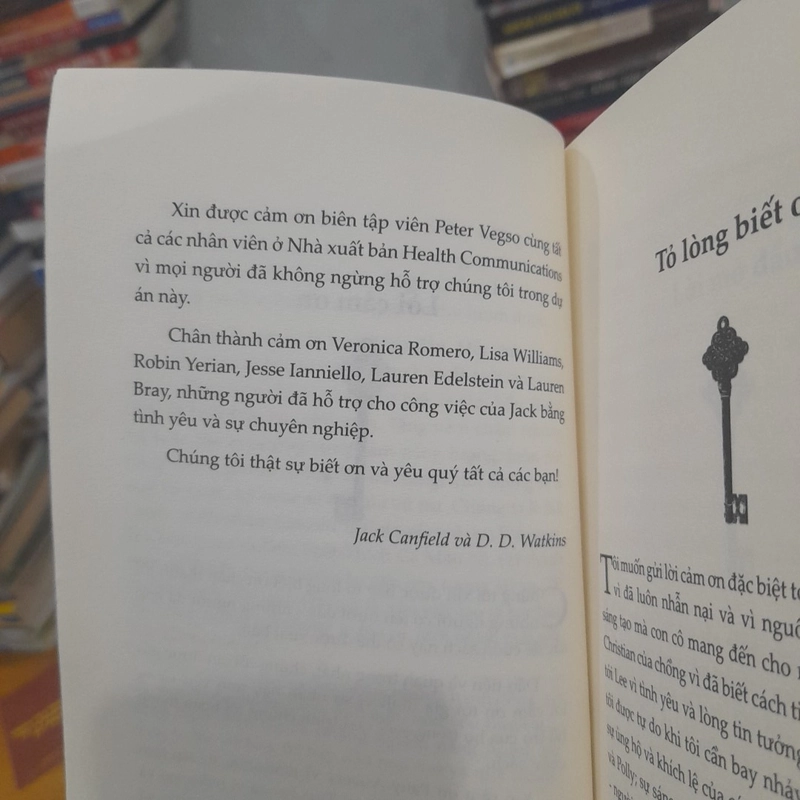 Xin được cảm ơn biên tập viên Peter Vegso cùng tất
cả các nhân viên ở Nhà xuất bản Health Communications
vì mọi người đã không ngừng hỗ trợ chúng tôi trong dự
án này.
Chân thành cảm ơn Veronica Romero, Lisa Williams,
Robin Yerian, Jesse Ianniello, Lauren Edelstein và Lauren
Bray, những người đã hỗ trợ cho công việc của Jack bằng
tình yêu và sự chuyên nghiệp.
Chúng tôi thật sự biết ơn và yêu quý tất cả các bạn!
Jack Canfield và D. D. Watkins
Tỏ lòng biết
Tôi muốn gửi lời cảm ơn đặc biệt
vì đã luôn nhẫn nại và vì
sáng tạo mà con cô mang đến cho
Christian của chồng vì đã biết cách
tôi Lee vì tình yêu và lòng tin tưởng
tôi được tự do khi tôi cần bay nhảy
sự ủng hộ và khích lệ của
và Polly; sự